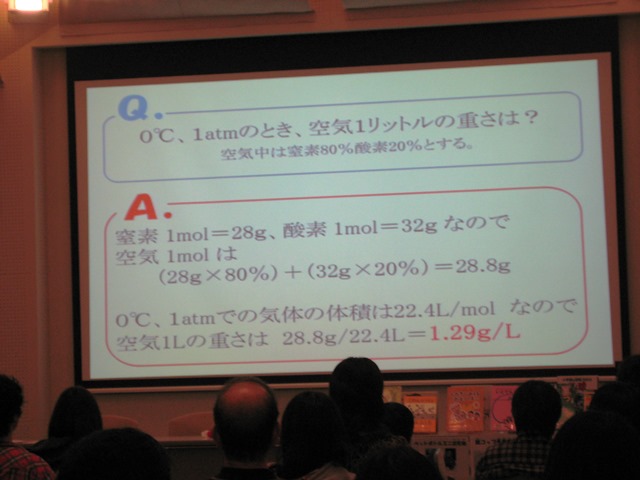 Q.
0℃、1atmのとき、空気1リットルの重さは？
空気中は窒素80%酸素20%とする。
A.
窒素 1mol＝28g、酸素 1mol＝32g なので
空気 1mol は
（28g×80%）＋（32g×20%）＝28.8g
0℃、1atmでの気体の体積は22.4L/mol なので
空気1Lの重さは 28.8g/22.4L＝1.29g/L